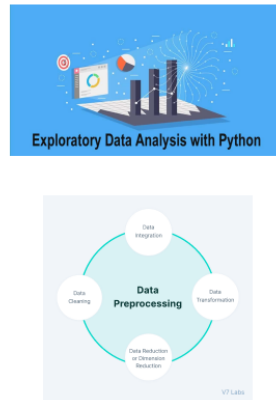 Exploratory Data Analysis with Python
Data
Integration
Data
Cleaning
Data
Preprocessing
Data
Transformation
Data Reduction
or Dimension
Reduction
V7 Labs